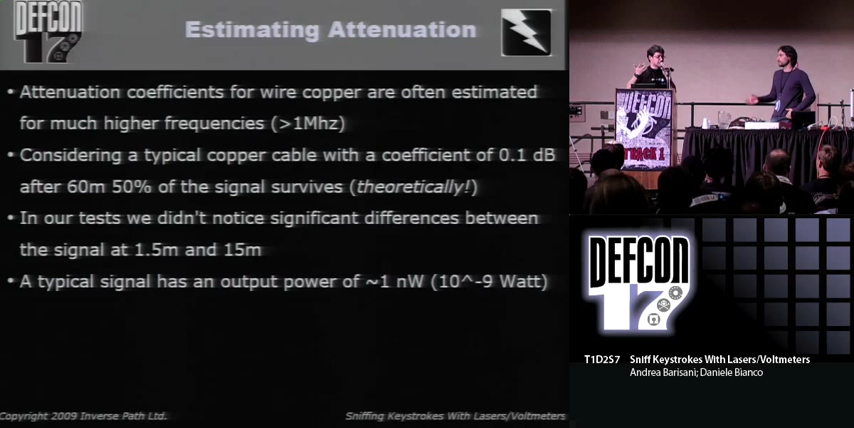 DEFCON
17
Estimating Attenuation
• Attenuation coefficients for wire copper are often estimated
for much higher frequencies (>1Mhz)
• Considering a typical copper cable with a coefficient of 0.1 dB
after 60m 50% of the signal survives (theoretically!)
• In our tests we didn't notice significant differences between
the signal at 1.5m and 15m
• A typical signal has an output power of ~1 nW (10^-9 Watt)
Copyright 2009 Inverse Path Ltd.
Sniffing Keystrokes With Lasers/Voltmeters
DEFCON
TRACK 1
DEFCON
17
T1D2S7 Sniff Keystrokes With Lasers/Voltmeters
Andrea Barisani; Daniele Bianco